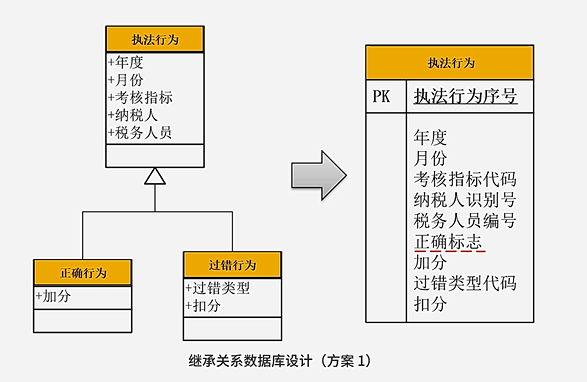 执法行为
+年度
+月份
+考核指标
+纳税人
+税务人员
正确行为
+加分
过错行为
+过错类型
+扣分
执法行为
PK 执法行为序号
年度
月份
考核指标代码
纳税人识别号
税务人员编号
正确标志
加分
过错类型代码
扣分
继承关系数据库设计（方案 1）